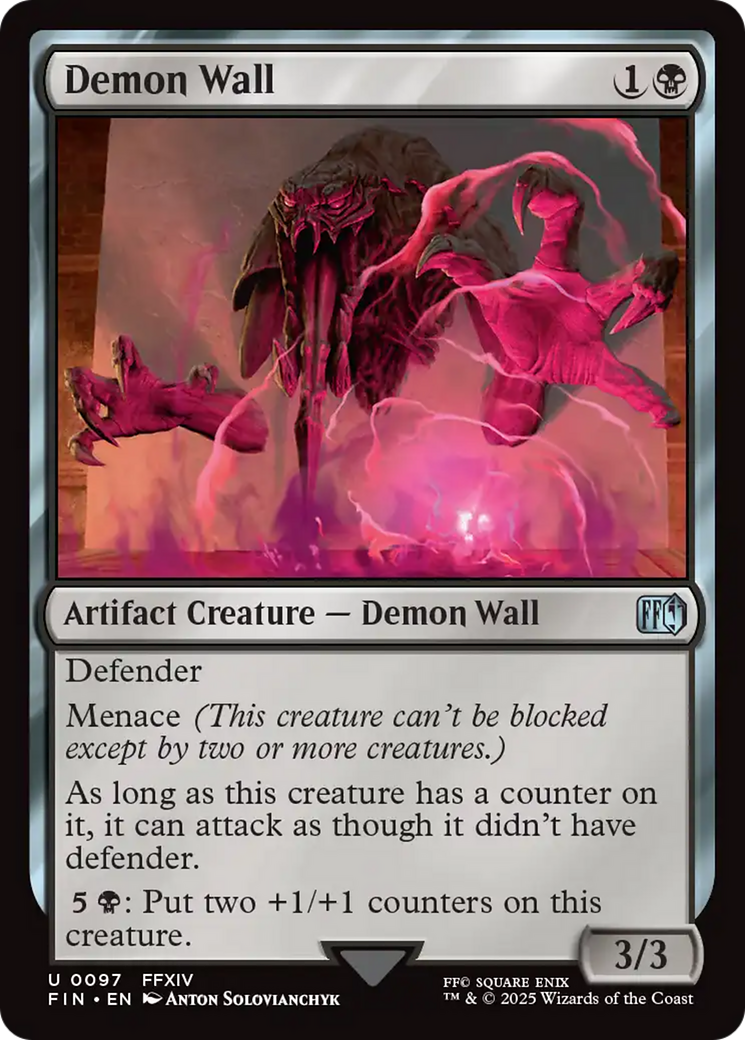 Demon Wall 1
Artifact Creature — Demon Wall FF
Defender
Menace (This creature can't be blocked
except by two or more creatures.)
As long as this creature has a counter on
it, it can attack as though it didn't have
defender.
5 : Put two +1/+1 counters on this
creature.
3/3
U 0097 FFXIV
FIN • EN Anton Solovianchyk
FF© SQUARE ENIX
™ & © 2025 Wizards of the Coast